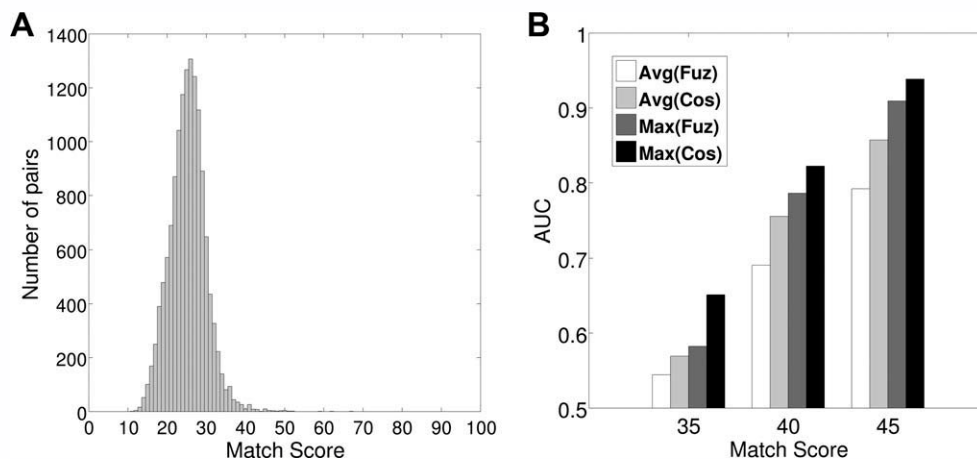 A
1400
1200
1000
800
600
400
200
0
Number of pairs
0 10 20 30 40 50 60 70 80 90 100
Match Score
B
1
0.9
0.8
0.7
0.6
0.5
AUC
Avg(Fuz)
Avg(Cos)
Max(Fuz)
Max(Cos)
35 40 45
Match Score